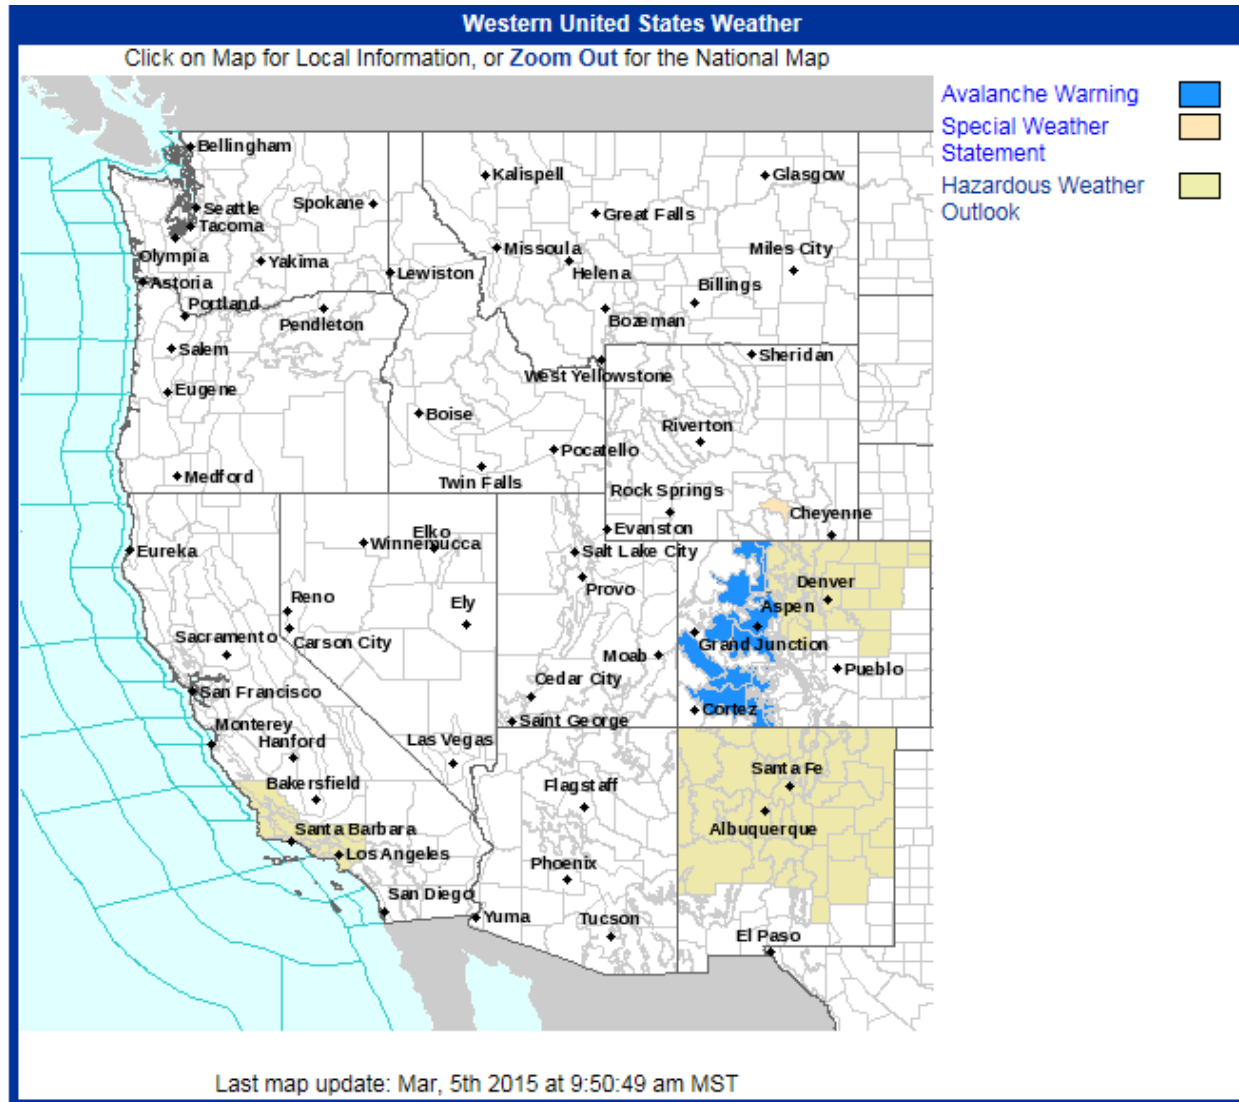 Western United States Weather
Click on Map for Local Information, or Zoom Out for the National Map
Avalanche Warning
Special Weather
Statement
Hazardous Weather
Outlook
Bellingham
Kalispell
Glasgow
Spokane
Seattle
Great Falls
Tacoma
Olympia
Yakima
Missoula
Miles City
Lewiston
Helena
Astoria
Billings
Portland
Pendleton
Bozeman
Salem
Sheridan
West Yellowstone
Eugene
Boise
Riverton
Pocatello
Medford
Twin Falls
Rock Springs
Cheyenne
Evanston
Elko
Eureka
Winnemucca
Salt Lake City
Provo
Denver
Reno
Ely
Aspen
Sacramento
Carson City
Grand Junction
Moab
Pueblo
Cedar City
San Francisco
Cortez
Monterey
Saint George
Hanford
Las Vegas
Santa Fe
Bakersfield
Flagstaff
Santa Barbara
Albuquerque
Los Angeles
Phoenix
San Diego
Yuma
Tucson
El Paso
Last map update: Mar, 5th 2015 at 9:50:49 am MST